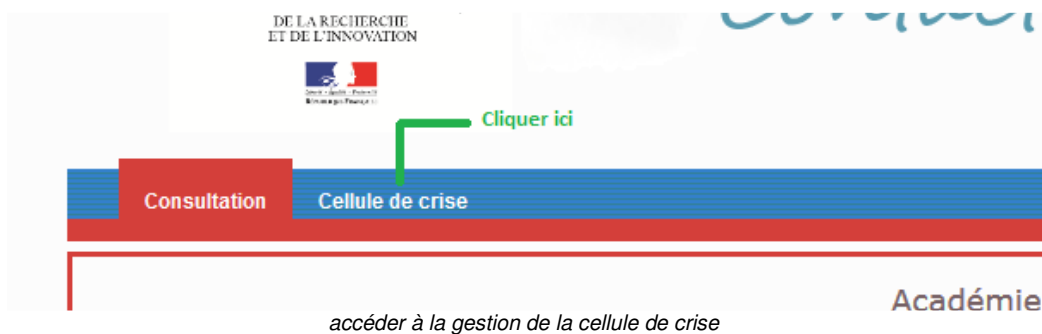 DE LA RECHERCHE
ET DE L'INNOVATION
Cliquer ici
Consultation
Cellule de crise
Académie
accéder à la gestion de la cellule de crise